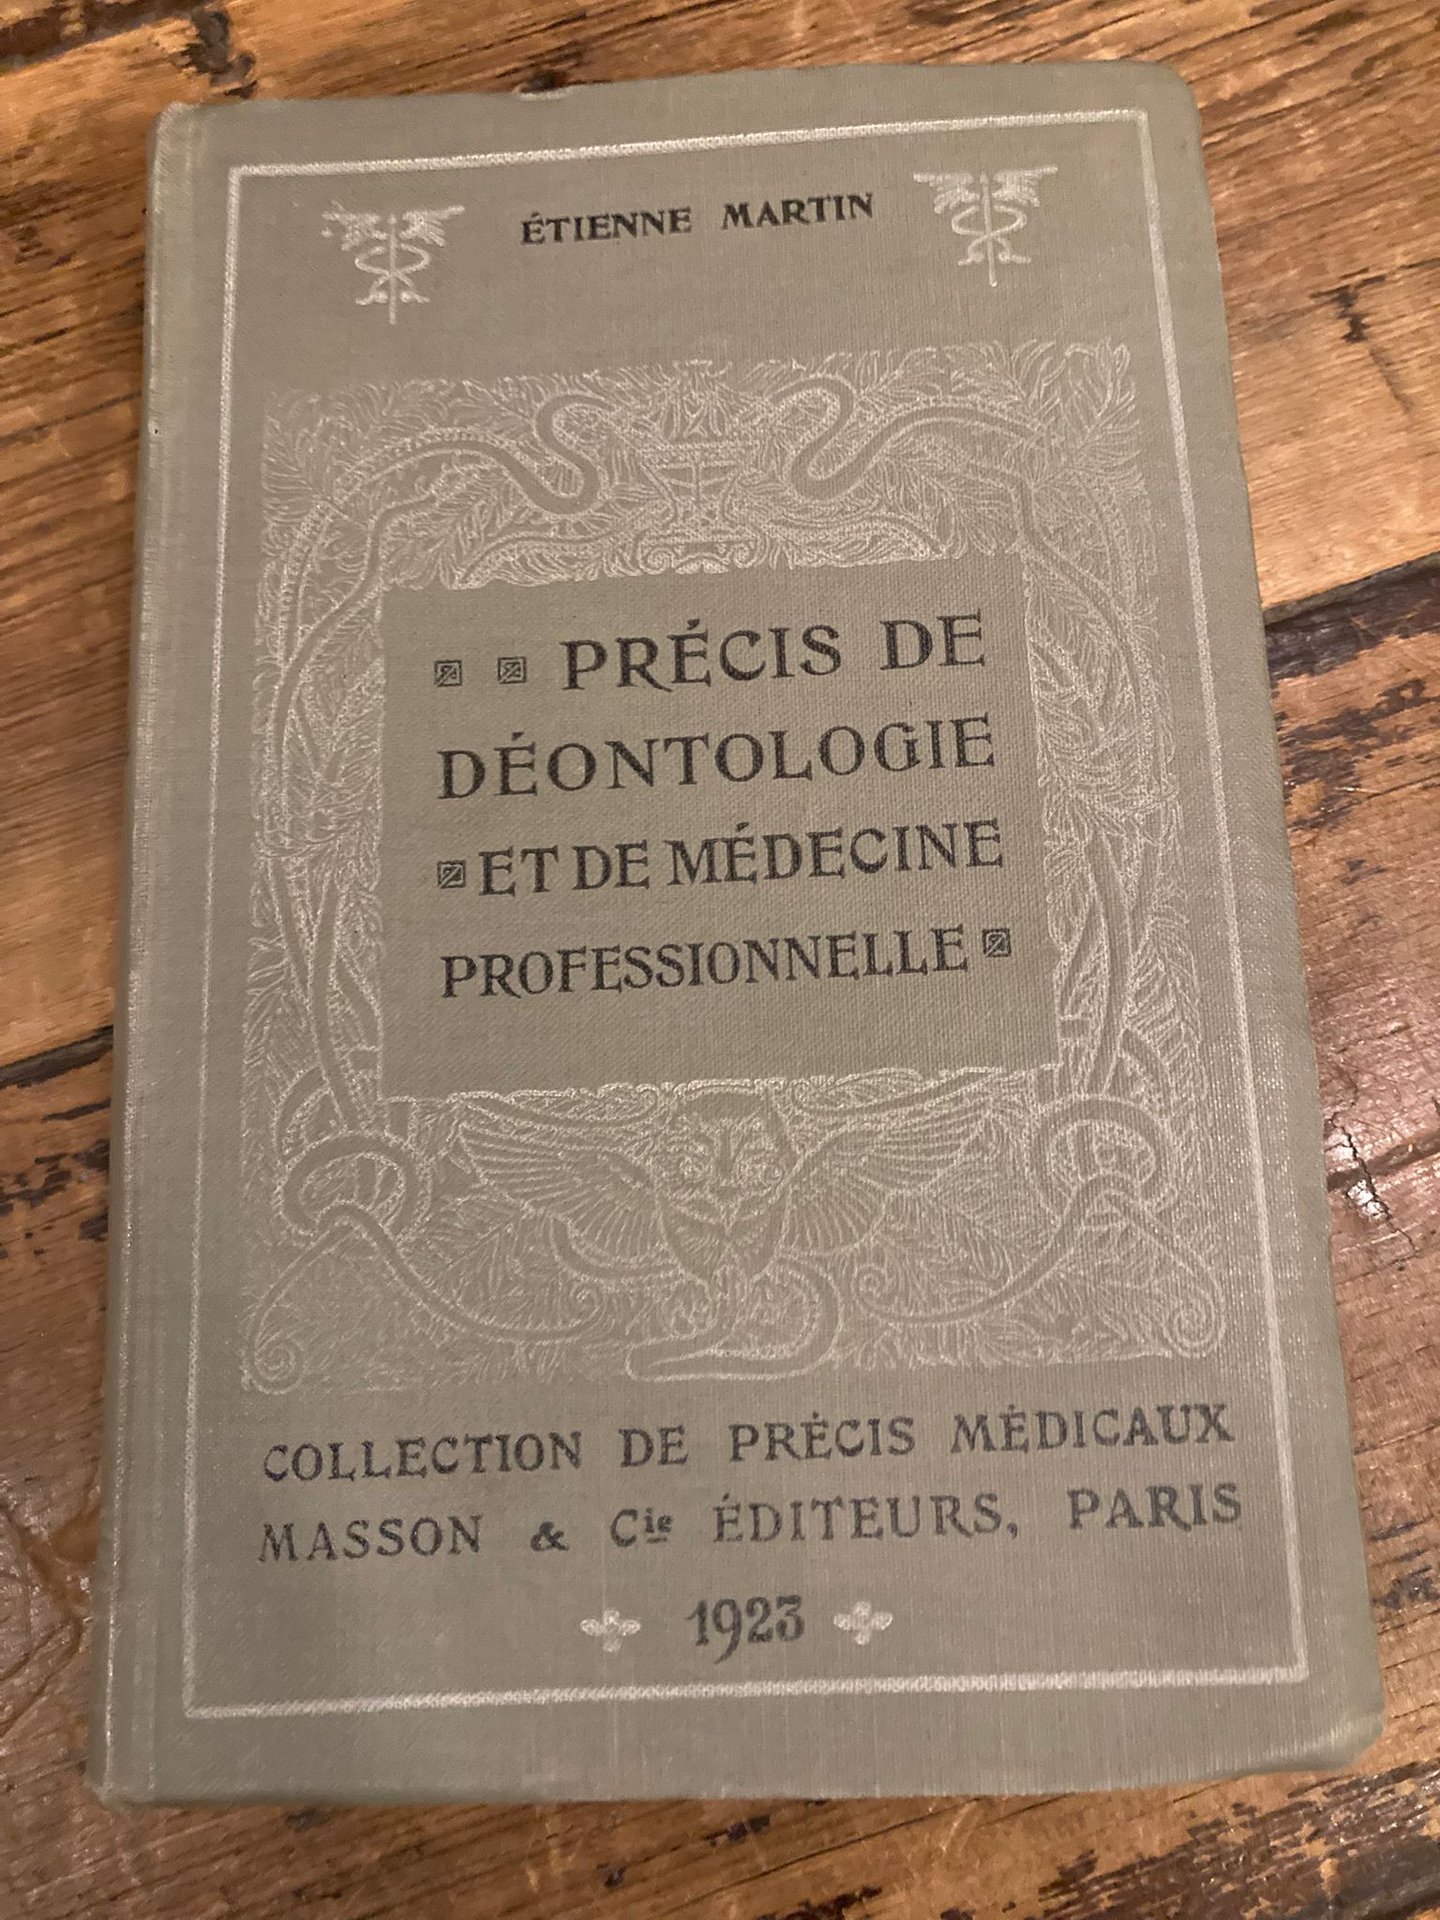 ÉTIENNE MARTIN
PRÉCIS DE
DÉONTOLOGIE
ET DE MÉDECINE
PROFESSIONNELLE
COLLECTION DE PRÉCIS MÉDICAUX
MASSON & Cie ÉDITEURS, PARIS
1923